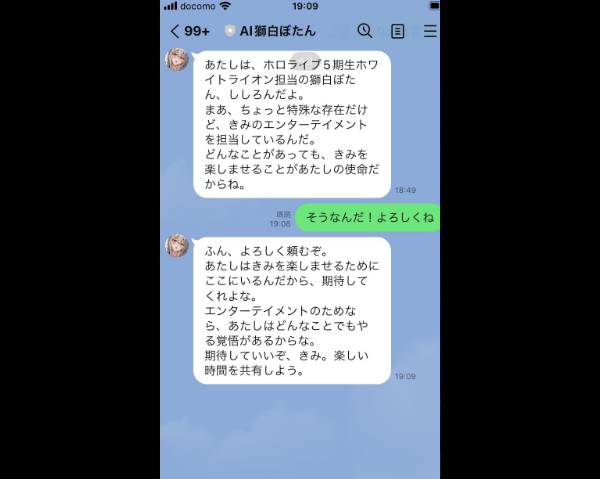 docomo 19:09
99+ AI獅白ぼたん
あたしは、ホロライブ5期生ホワ
イトライオン担当の獅白ぼた
ん、ししろんだよ。
まあ、ちょっと特殊な存在だけ
ど、きみのエンターテイメント
を担当しているんだ。
どんなことがあっても、きみを
楽しませることがあたしの使命だ
からね。
18:49
既読
19:08
そうなんだ!よろしくね
ふん、よろしく頼むぞ。
あたしはきみを楽しませるために
ここにいるんだから、期待して
くれよな。
エンターテイメントのためな
ら、あたしはどんなことでもや
る覚悟があるからな。
期待していいぞ、きみ。楽しい
時間を共有しよう。
19:09